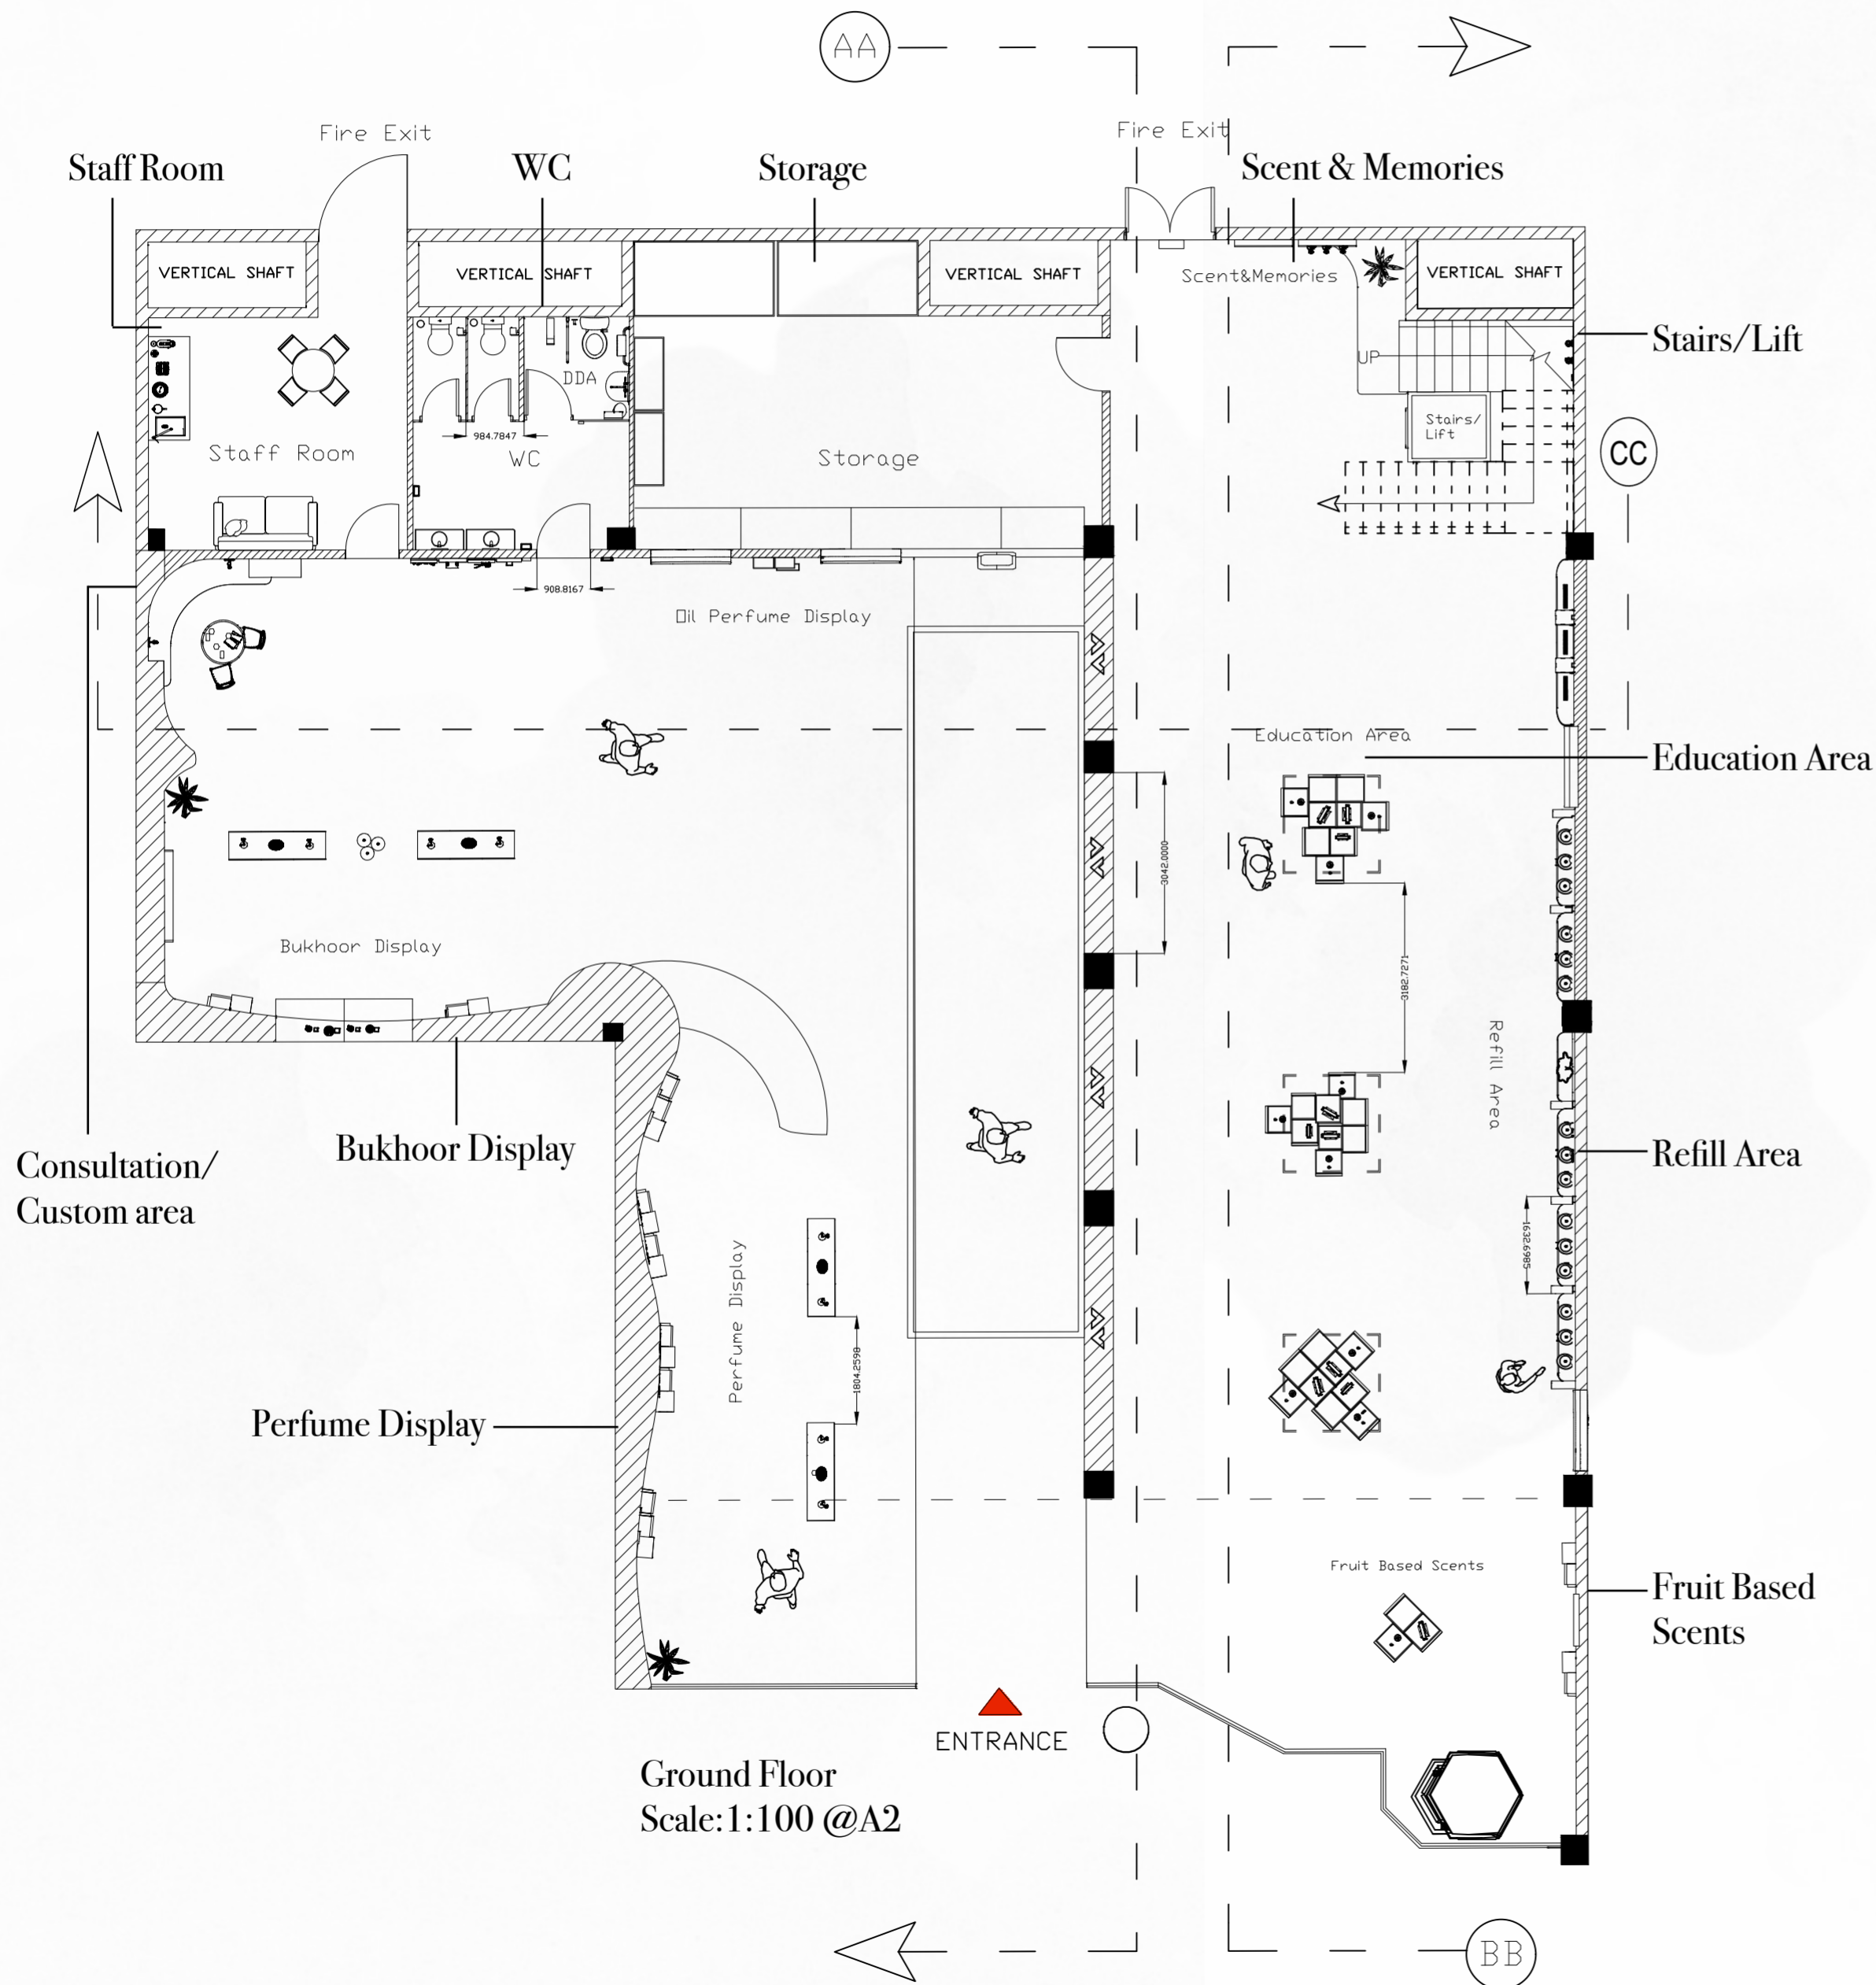 AA
Fire Exit
Fire Exit
Staff Room
WC
Storage
Scent & Memories
VERTICAL SHAFT
VERTICAL SHAFT
VERTICAL SHAFT
Scent&Memories
VERTICAL SHAFT
Stairs/Lift
UP
DDA
Stairs/
Lift
984.7847
Staff Room
WC
Storage
CC
908.8167
Oil Perfume Display
Education Area
Education Area
3042.0000
Bukhoor Display
3182.7271
Refill Area
Bukhoor Display
Consultation/
Custom area
Refill Area
1632.6985
Perfume Display
1804.2598
Perfume Display
Fruit Based Scents
Fruit Based
Scents
ENTRANCE
Ground Floor
Scale:1:100 @A2
BB